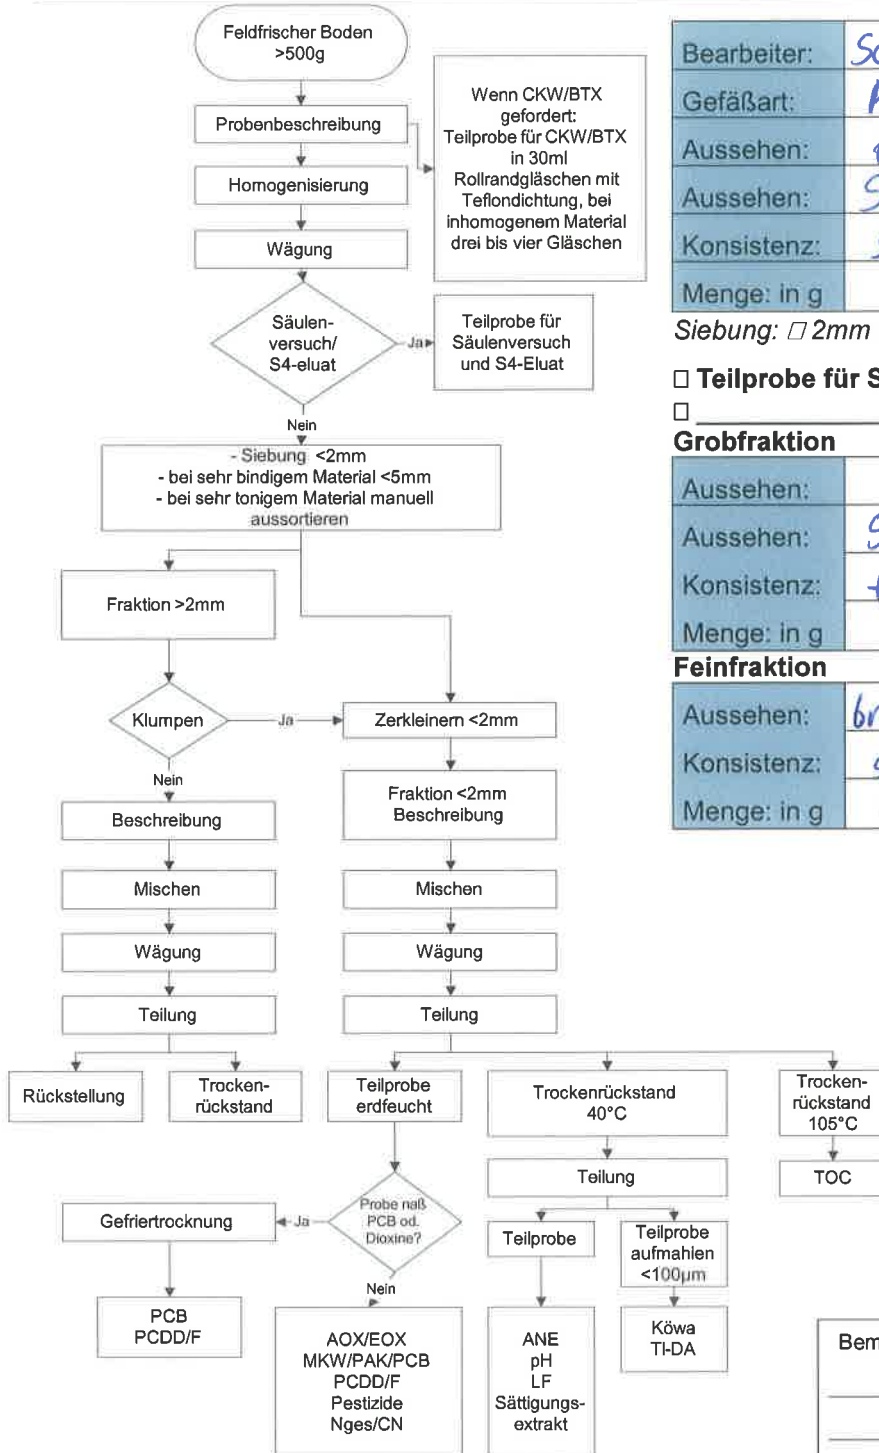 Feldfrischer Boden
>500g
Probenbeschreibung
Homogenisierung
Wägung
Wenn CKW/BTX
gefordert:
Teilprobe für CKW/BTX
in 30ml
Rollrandgläschen mit
Teflondichtung, bei
inhomogenem Material
drei bis vier Gläschen
Säulen-
versuch/
S4-eluat
Ja
Teilprobe für
Säulenversuch
und S4-Eluat
Nein
- Siebung <2mm
- bei sehr bindigem Material <5mm
- bei sehr tonigem Material manuell
aussortieren
Fraktion >2mm
Klumpen
Ja
Zerkleinern <2mm
Nein
Beschreibung
Fraktion <2mm
Beschreibung
Mischen
Mischen
Wägung
Wägung
Teilung
Teilung
Rückstellung
Trocken-
rückstand
Teilprobe
erdfeucht
Trockenrückstand
40°C
Trocken-
rückstand
105°C
Teilung
TOC
Gefriertrocknung
Ja
Probe naß
PCB od.
Dioxine?
Teilprobe
Teilprobe
aufmahlen
<100µm
Nein
PCB
PCDD/F
AOX/EOX
MKW/PAK/PCB
PCDD/F
Pestizide
Nges/CN
ANE
pH
LF
Sättigungs-
extrakt
Köwa
TI-DA
Bearbeiter:
Gefäßart:
Aussehen:
Aussehen:
Konsistenz:
Menge: in g
Siebung: □ 2mm
□ Teilprobe für S
□
Grobfraktion
Aussehen:
Aussehen:
Konsistenz:
Menge: in g
Feinfraktion
Aussehen: br
Konsistenz:
Menge: in g
Bem